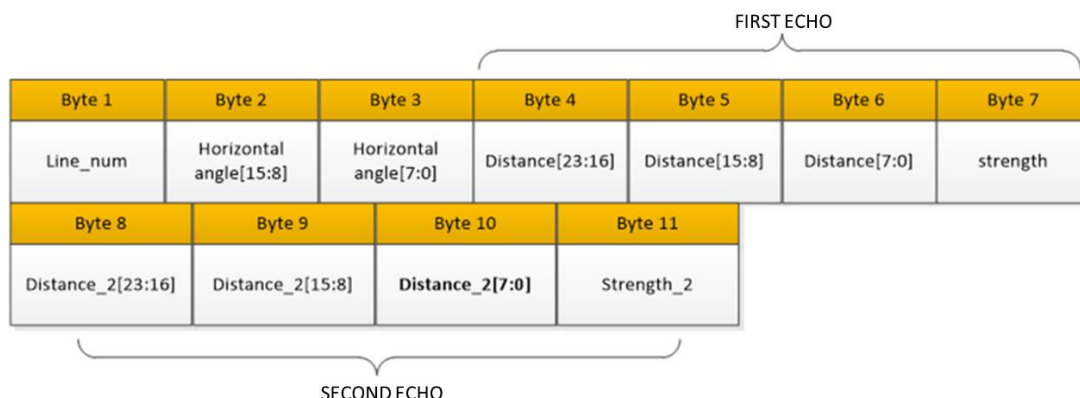 FIRST ECHO
Byte 1 Byte 2 Byte 3 Byte 4 Byte 5 Byte 6 Byte 7
Line_num Horizontal angle[15:8] Horizontal angle[7:0] Distance[23:16] Distance[15:8] Distance[7:0] strength
Byte 8 Byte 9 Byte 10 Byte 11
Distance_2[23:16] Distance_2[15:8] Distance_2[7:0] Strength_2
SECOND ECHO